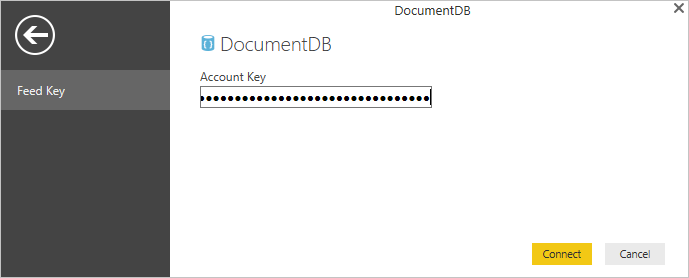 DocumentDB
DocumentDB
Account Key
Feed Key
Connect
Cancel